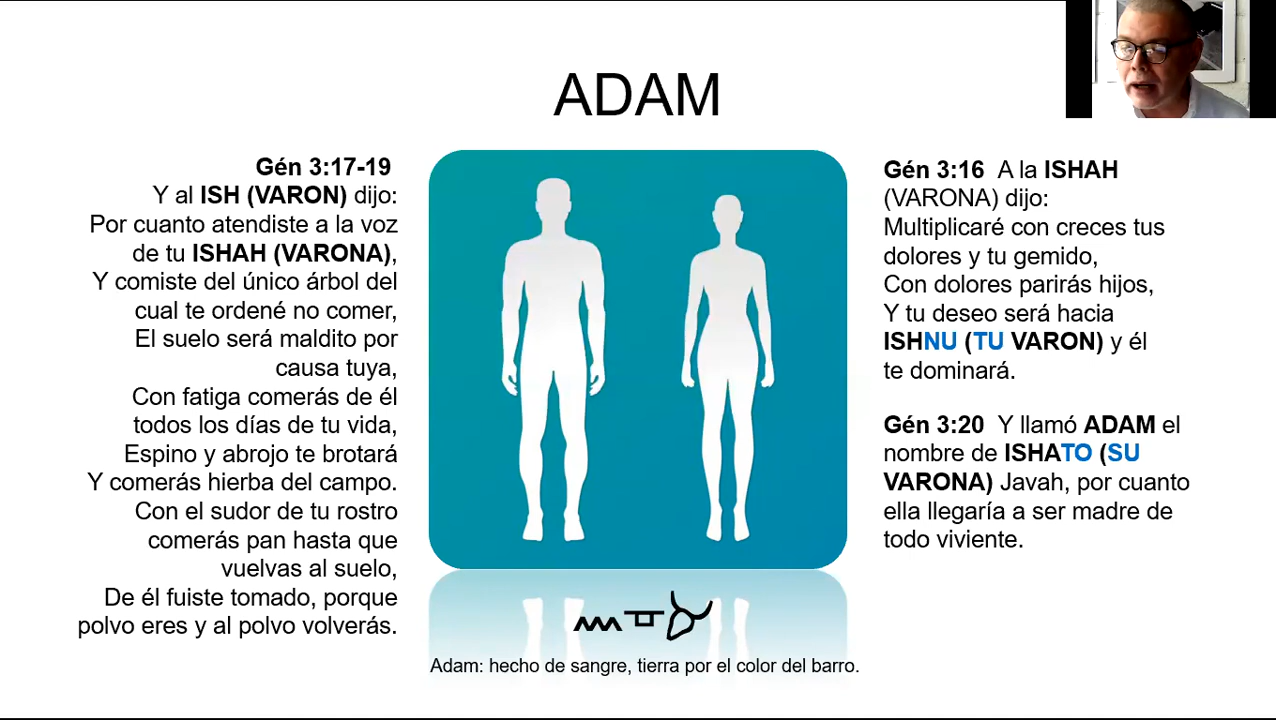 ADAM
Gén 3:17-19
Y al ISH (VARON) dijo:
Por cuanto atendiste a la voz
de tu ISHAH (VARONA),
Y comiste del único árbol del
cual te ordené no comer,
El suelo será maldito por
causa tuya,
Con fatiga comerás de él
todos los días de tu vida,
Espino y abrojo te brotará
Y comerás hierba del campo.
Con el sudor de tu rostro
comerás pan hasta que
vuelvas al suelo,
De él fuiste tomado, porque
polvo eres y al polvo volverás.
Gén 3:16 A la ISHAH
(VARONA) dijo:
Multiplicaré con creces tus
dolores y tu gemido,
Con dolores parirás hijos,
Y tu deseo será hacia
ISHNU (TU VARON) y él
te dominará.
Gén 3:20 Y llamó ADAM el
nombre de ISHATO (SU
VARONA) Javah, por cuanto
ella llegaría a ser madre de
todo viviente.
Adam: hecho de sangre, tierra por el color del barro.